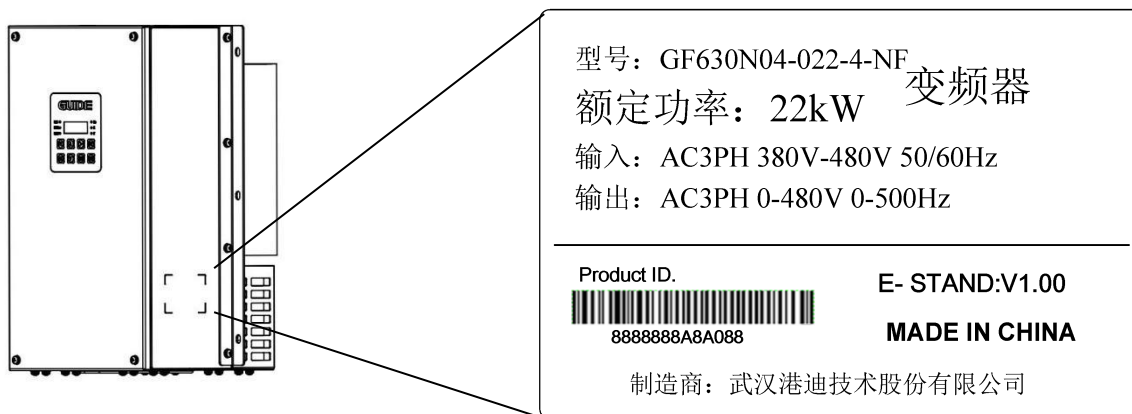 GUIDE
型号：GF630N04-022-4-NF
变频器
额定功率：22kW
输入：AC3PH 380V-480V 50/60Hz
输出：AC3PH 0-480V 0-500Hz
Product ID.
8888888A8A088
E- STAND:V1.00
MADE IN CHINA
制造商：武汉港迪技术股份有限公司